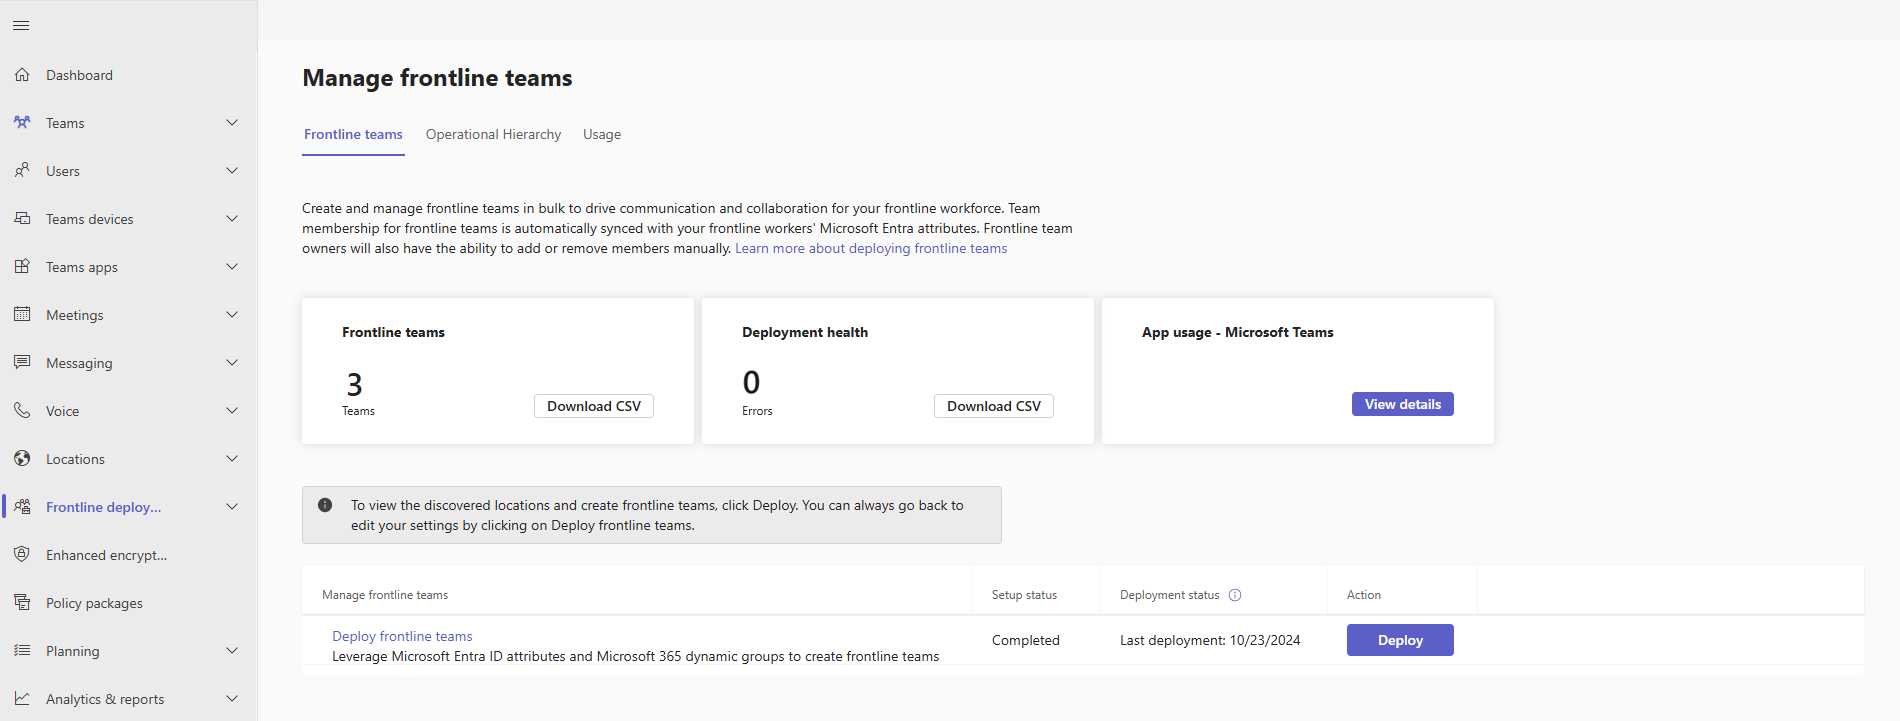 Dashboard
Teams
Users
Teams devices
Teams apps
Meetings
Messaging
Voice
Locations
Frontline deploy...
Enhanced encrypt...
Policy packages
Planning
Analytics & reports
Manage frontline teams
Frontline teams
Operational Hierarchy
Usage
Create and manage frontline teams in bulk to drive communication and collaboration for your frontline workforce. Team
membership for frontline teams is automatically synced with your frontline workers' Microsoft Entra attributes. Frontline team
owners will also have the ability to add or remove members manually. Learn more about deploying frontline teams
Frontline teams
3
Teams
Download CSV
Deployment health
0
Errors
Download CSV
App usage - Microsoft Teams
View details
To view the discovered locations and create frontline teams, click Deploy. You can always go back to
edit your settings by clicking on Deploy frontline teams.
Manage frontline teams
Setup status
Deployment status
Action
Deploy frontline teams
Leverage Microsoft Entra ID attributes and Microsoft 365 dynamic groups to create frontline teams
Completed
Last deployment: 10/23/2024
Deploy